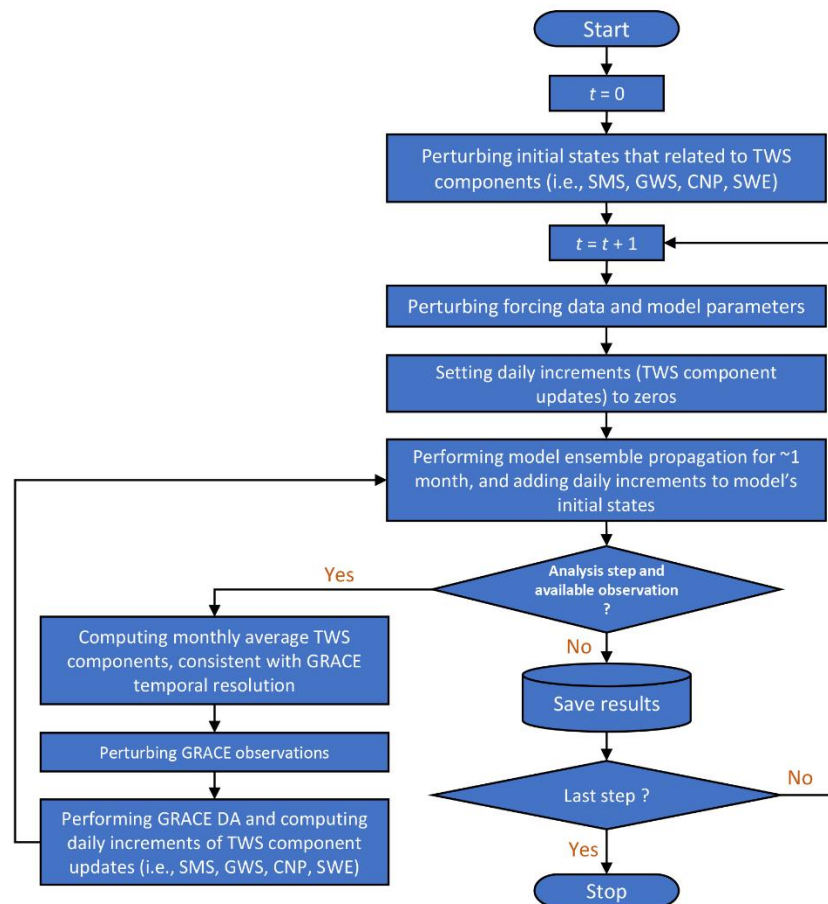 Start
t = 0
Perturbing initial states that related to TWS
components (i.e., SMS, GWS, CNP, SWE)
t = t + 1
Perturbing forcing data and model parameters
Setting daily increments (TWS component
updates) to zeros
Performing model ensemble propagation for ~1
month, and adding daily increments to model’s
initial states
Analysis step and
available observation
?
Yes
No
Computing monthly average TWS
components, consistent with GRACE
temporal resolution
Perturbing GRACE observations
Performing GRACE DA and computing
daily increments of TWS component
updates (i.e., SMS, GWS, CNP, SWE)
Save results
Last step ?
No
Yes
Stop